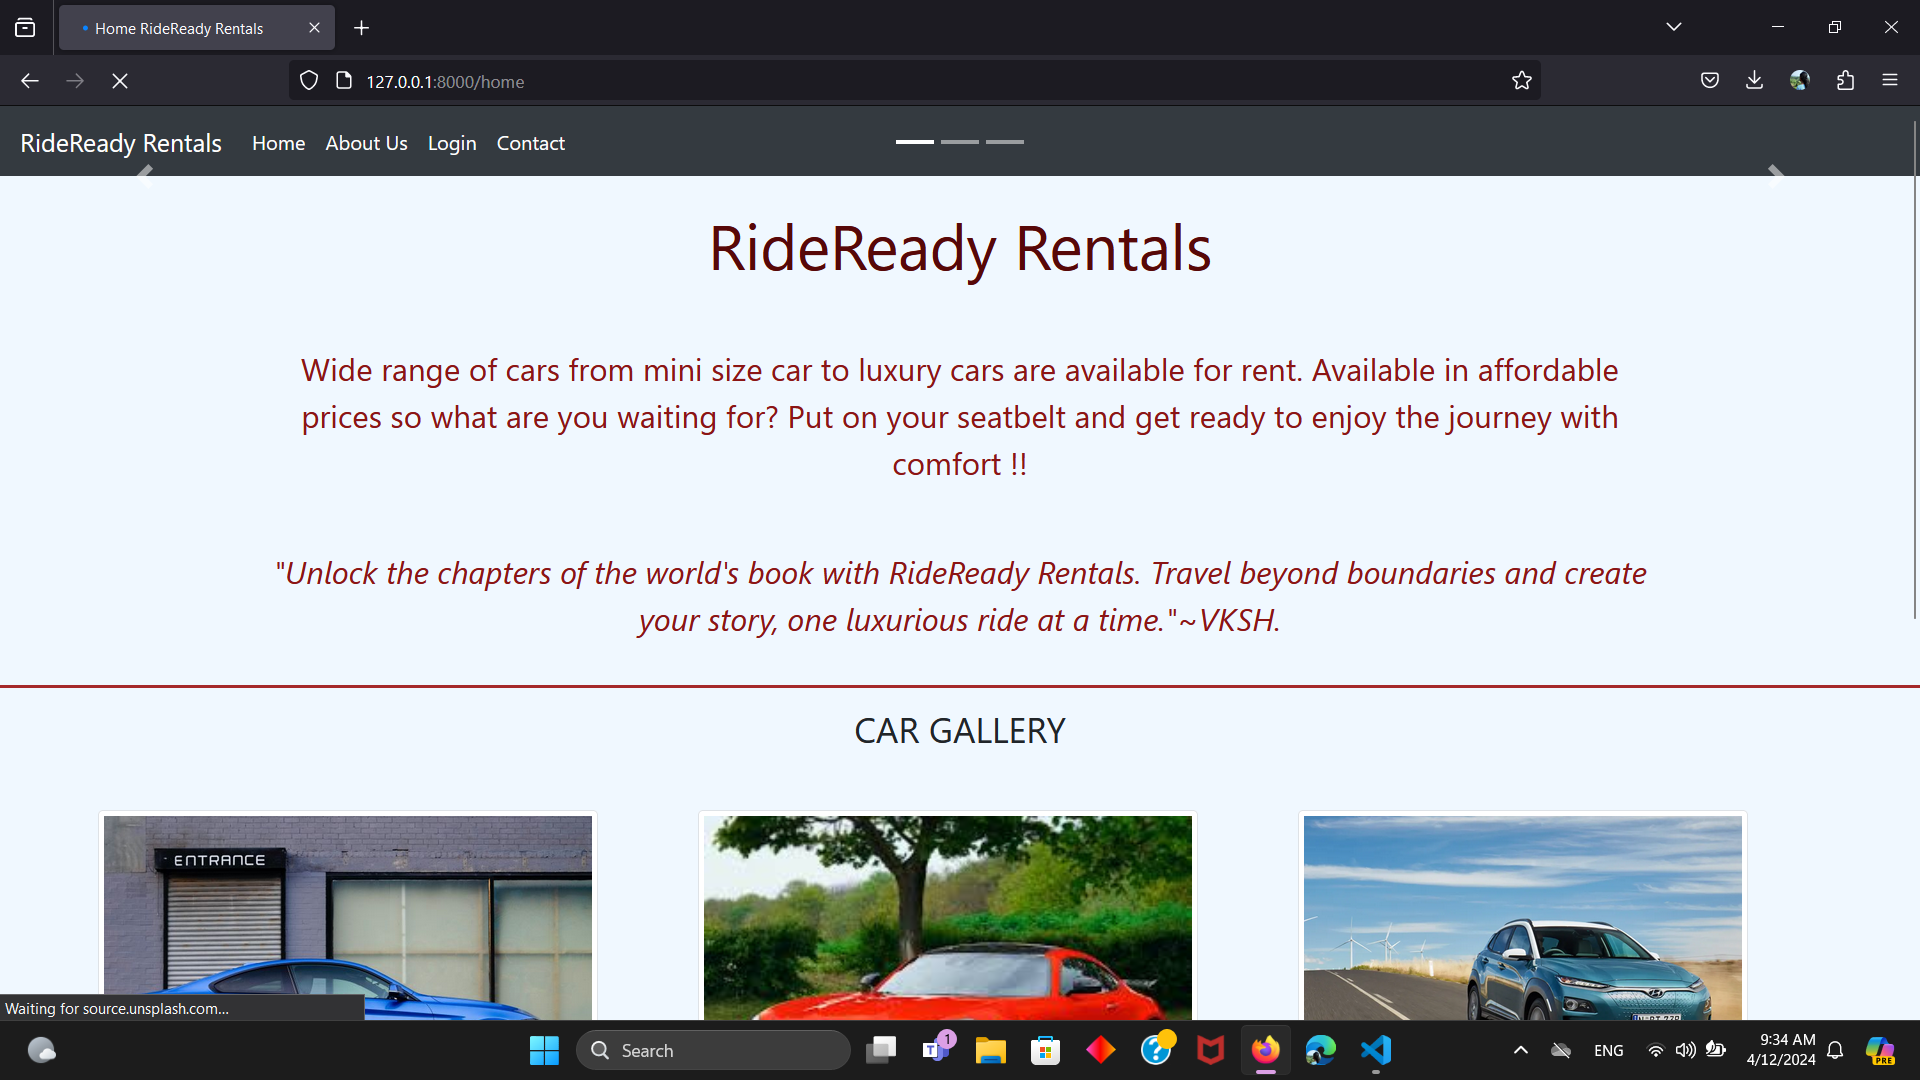 Home RideReady Rentals
127.0.0.1:8000/home
RideReady Rentals Home About Us Login Contact
RideReady Rentals
Wide range of cars from mini size car to luxury cars are available for rent. Available in affordable
prices so what are you waiting for? Put on your seatbelt and get ready to enjoy the journey with
comfort !!
"Unlock the chapters of the world's book with RideReady Rentals. Travel beyond boundaries and create
your story, one luxurious ride at a time."~VKSH.
CAR GALLERY
ENTRANCE
Waiting for source.unsplash.com...
Search
1
ENG
9:34 AM
4/12/2024
PRE